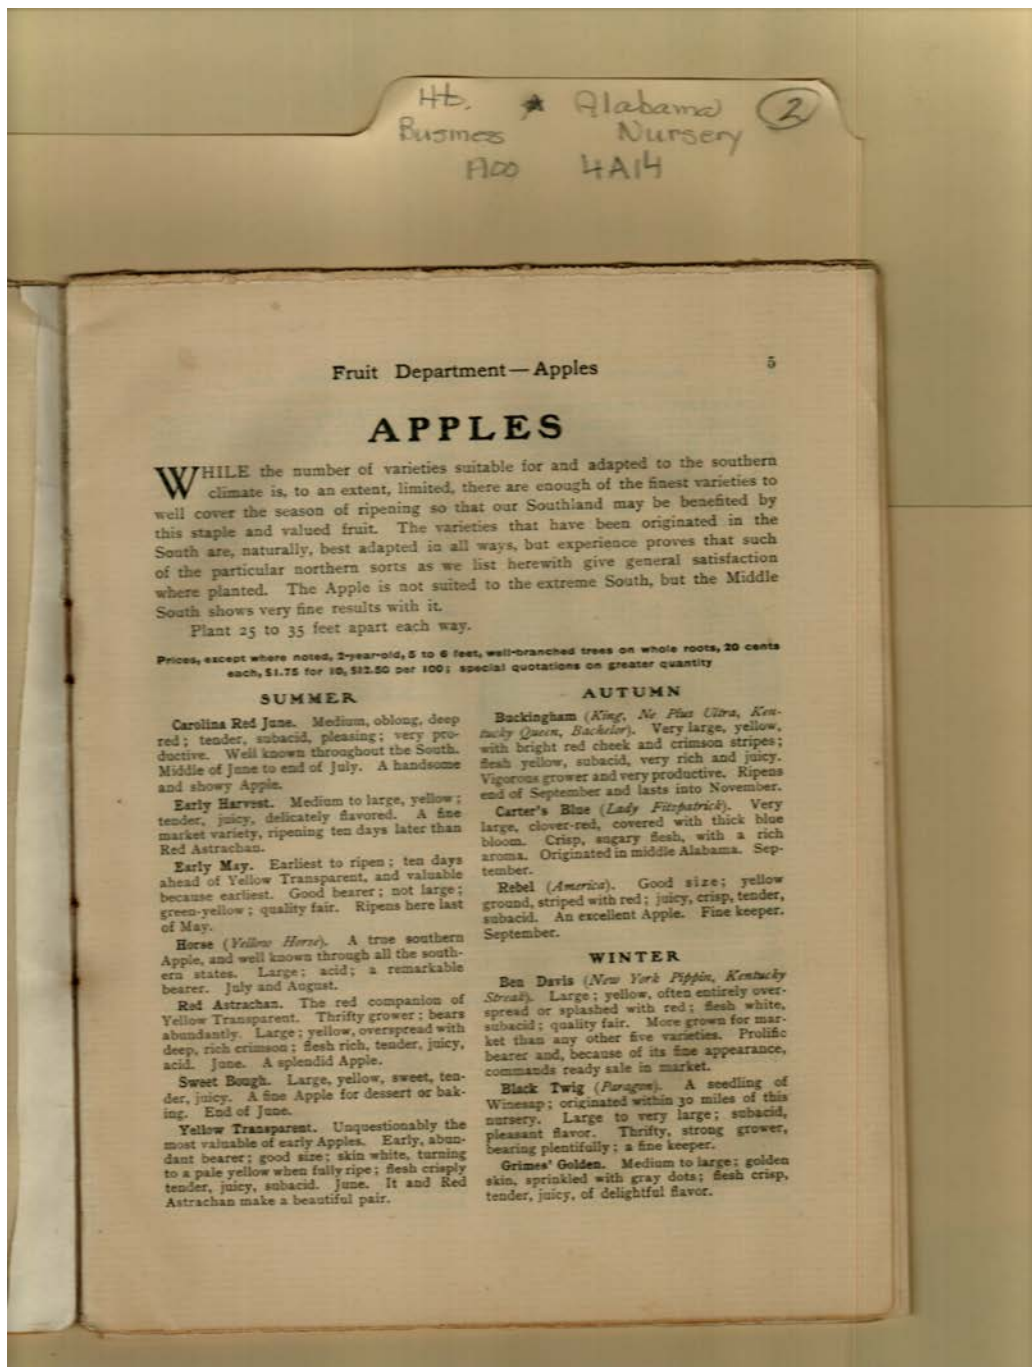 Hb. Alabama 2
Business Nursery
A00 4A14
Fruit Department—Apples 5
APPLES
WHILE the number of varieties suitable for and adapted to the southern
climate is, to an extent, limited, there are enough of the finest varieties to
well cover the season of ripening so that our Southland may be benefited by
this staple and valued fruit. The varieties that have been originated in the
South are, naturally, best adapted in all ways, but experience proves that such
of the particular northern sorts as we list herewith give general satisfaction
where planted. The Apple is not suited to the extreme South, but the Middle
South shows very fine results with it.
Plant 25 to 35 feet apart each way.
Prices, except where noted, 2-year-old, 5 to 6 feet, well-branched trees on whole roots, 20 cents
each, $1.75 for 10, $12.50 per 100; special quotations on greater quantity
SUMMER
Carolina Red June. Medium, oblong, deep
red; tender, subacid, pleasing; very pro-
ductive. Well known throughout the South.
Middle of June to end of July. A handsome
and showy Apple.
Early Harvest. Medium to large, yellow;
tender, juicy, delicately flavored. A fine
market variety, ripening ten days later than
Red Astrachan.
Early May. Earliest to ripen; ten days
ahead of Yellow Transparent, and valuable
because earliest. Good bearer; not large;
green-yellow; quality fair. Ripens here last
of May.
Horse (Yellow Horse). A true southern
Apple, and well known through all the south-
ern states. Large; acid; a remarkable
bearer. July and August.
Red Astrachan. The red companion of
Yellow Transparent. Thrifty grower; bears
abundantly. Large; yellow, overspread with
deep, rich crimson; flesh rich, tender, juicy,
acid. June. A splendid Apple.
Sweet Bough. Large, yellow, sweet, ten-
der, juicy. A fine Apple for dessert or bak-
ing. End of June.
Yellow Transparent. Unquestionably the
most valuable of early Apples. Early, abun-
dant bearer; good size; skin white, turning
to a pale yellow when fully ripe; flesh crisply
tender, juicy, subacid. June. It and Red
Astrachan make a beautiful pair.
AUTUMN
Buckingham (King, Ne Plus Ultra, Ken-
tucky Queen, Bachelor). Very large, yellow,
with bright red cheek and crimson stripes;
flesh yellow, subacid, very rich and juicy.
Vigorous grower and very productive. Ripens
end of September and lasts into November.
Carter's Blue (Lady Fitzpatrick). Very
large, clover-red, covered with thick blue
bloom. Crisp, sugary flesh, with a rich
aroma. Originated in middle Alabama. Sep-
tember.
Rebel (America). Good size; yellow
ground, striped with red; juicy, crisp, tender,
subacid. An excellent Apple. Fine keeper.
September.
WINTER
Ben Davis (New York Pippin, Kentucky
Streak). Large; yellow, often entirely over-
spread or splashed with red; flesh white,
subacid; quality fair. More grown for mar-
ket than any other five varieties. Prolific
bearer and, because of its fine appearance,
commands ready sale in market.
Black Twig (Paragon). A seedling of
Winesap; originated within 30 miles of this
nursery. Large to very large; subacid,
pleasant flavor. Thrifty, strong grower,
bearing plentifully; a fine keeper.
Grimes' Golden. Medium to large; golden
skin, sprinkled with gray dots; flesh crisp,
tender, juicy, of delightful flavor.